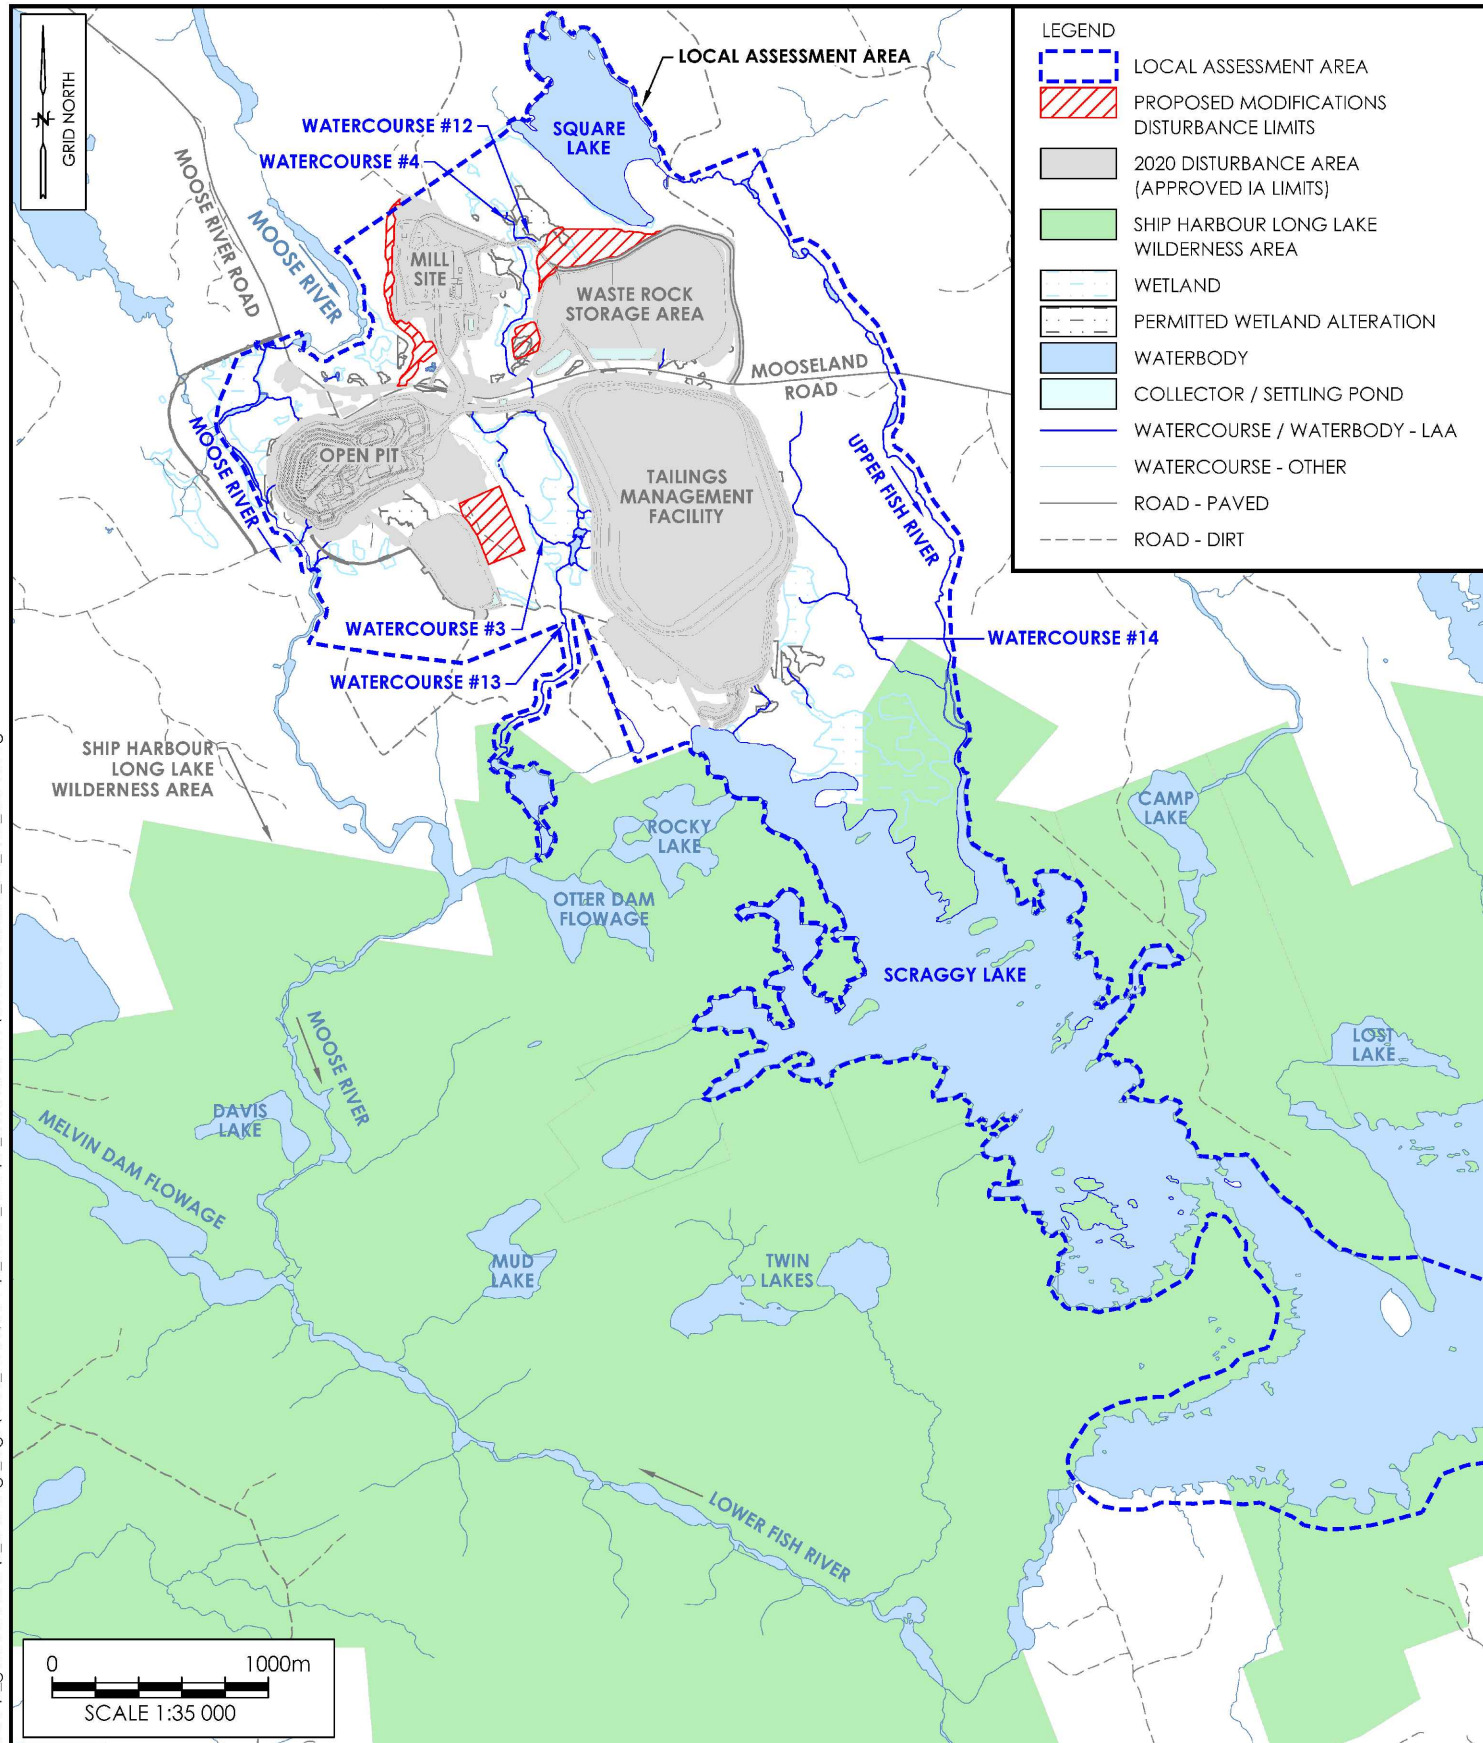 GRID NORTH
LEGEND
LOCAL ASSESSMENT AREA
PROPOSED MODIFICATIONS
DISTURBANCE LIMITS
2020 DISTURBANCE AREA
(APPROVED IA LIMITS)
SHIP HARBOUR LONG LAKE
WILDERNESS AREA
WETLAND
PERMITTED WETLAND ALTERATION
WATERBODY
COLLECTOR / SETTLING POND
WATERCOURSE / WATERBODY - LAA
WATERCOURSE - OTHER
ROAD - PAVED
ROAD - DIRT
LOCAL ASSESSMENT AREA
WATERCOURSE #12
SQUARE
LAKE
WATERCOURSE #4
MOOSE RIVER ROAD
MOOSE RIVER
MILL
SITE
WASTE ROCK
STORAGE AREA
MOOSELAND
ROAD
MOOSE RIVER
OPEN PIT
TAILINGS
MANAGEMENT
FACILITY
UPPER FISH RIVER
WATERCOURSE #3
WATERCOURSE #14
WATERCOURSE #13
SHIP HARBOUR
LONG LAKE
WILDERNESS AREA
CAMP
LAKE
ROCKY
LAKE
OTTER DAM
FLOWAGE
SCRAGGY LAKE
MOOSE RIVER
LOST
LAKE
DAVIS
LAKE
MELVIN DAM FLOWAGE
MUD
LAKE
TWIN
LAKES
LOWER FISH RIVER
0 1000m
SCALE 1:35 000